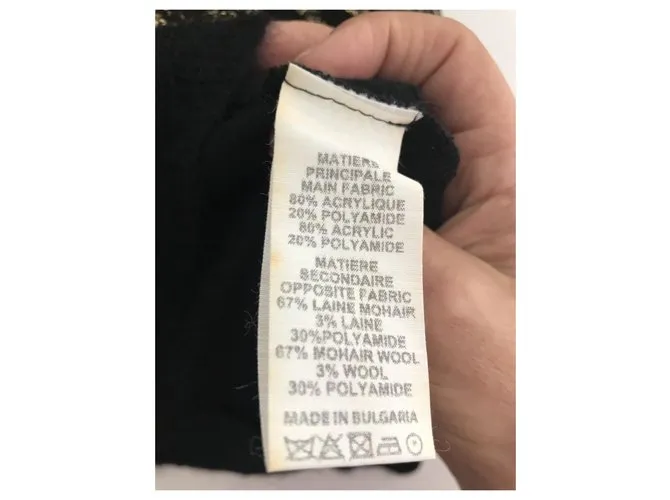 MATIERE
PRINCIPALE
MAIN FABRIC
80% ACRYLIQUE
20% POLYAMIDE
80% ACRYLIC
20% POLYAMIDE
MATIERE
SECONDAIRE
OPPOSITE FABRIC
67% LAINE MOHAIR
3% LAINE
30%POLYAMIDE
67% MOHAIR WOOL
3% WOOL
30% POLYAMIDE
MADE IN BULGARIA